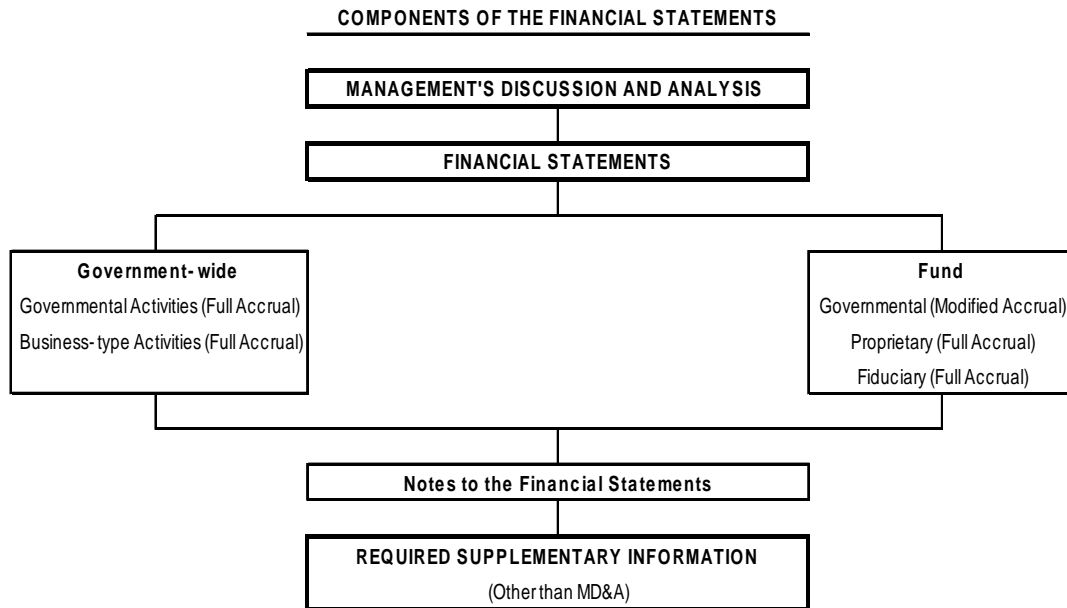 COMPONENTS OF THE FINANCIAL STATEMENTS
MANAGEMENT'S DISCUSSION AND ANALYSIS
FINANCIAL STATEMENTS
Government- wide
Governmental Activities (Full Accrual)
Business- type Activities (Full Accrual)
Fund
Governmental (Modified Accrual)
Proprietary (Full Accrual)
Fiduciary (Full Accrual)
Notes to the Financial Statements
REQUIRED SUPPLEMENTARY INFORMATION
(Other than MD&A)